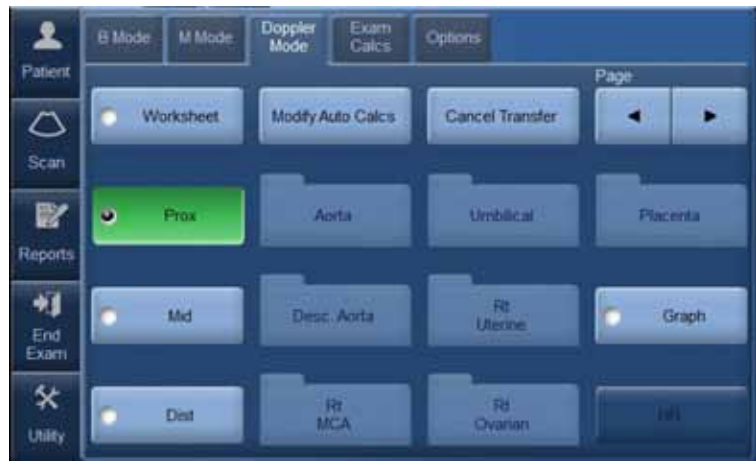 Patient
Scan
Reports
End
Exam
Utility
B Mode
M Mode
Doppler
Mode
Exam
Calcs
Options
Page
Worksheet
Modify Auto Calcs
Cancel Transfer
Prox
Aorta
Umbilical
Placenta
Mid
Desc. Aorta
Rt
Uterine
Graph
Dist
Rt
MCA
Rt
Ovarian
HR